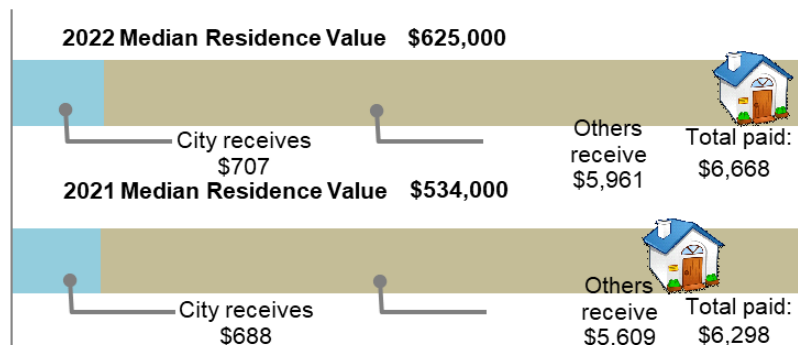 2022 Median Residence Value $625,000
City receives
$707
Others
receive
$5,961
Total paid:
$6,668
2021 Median Residence Value $534,000
City receives
$688
Others
receive
$5,609
Total paid:
$6,298